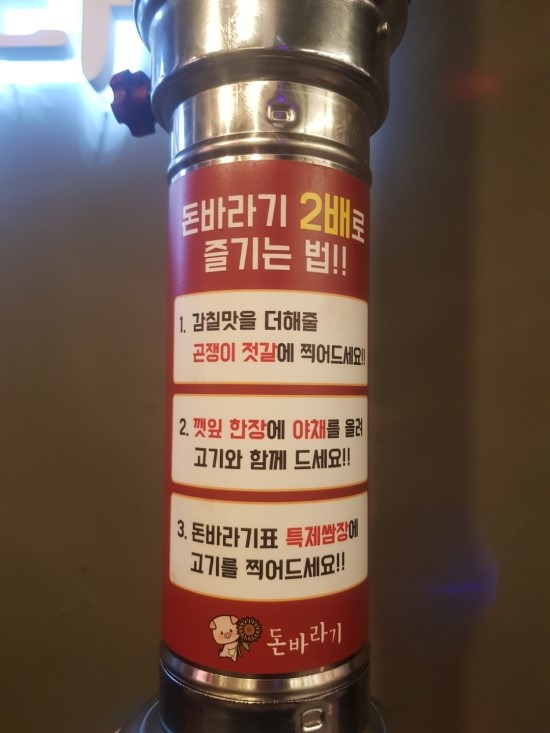 돈바라기 2배로
즐기는 법!!
1. 감칠맛을 더해줄
곤쟁이 젓갈에 찍어드세요!!
2. 깻잎 한장에 야채를 올려
고기와 함께 드세요!!
3. 돈바라기표 특제쌈장에
고기를 찍어드세요!!
돈바라기